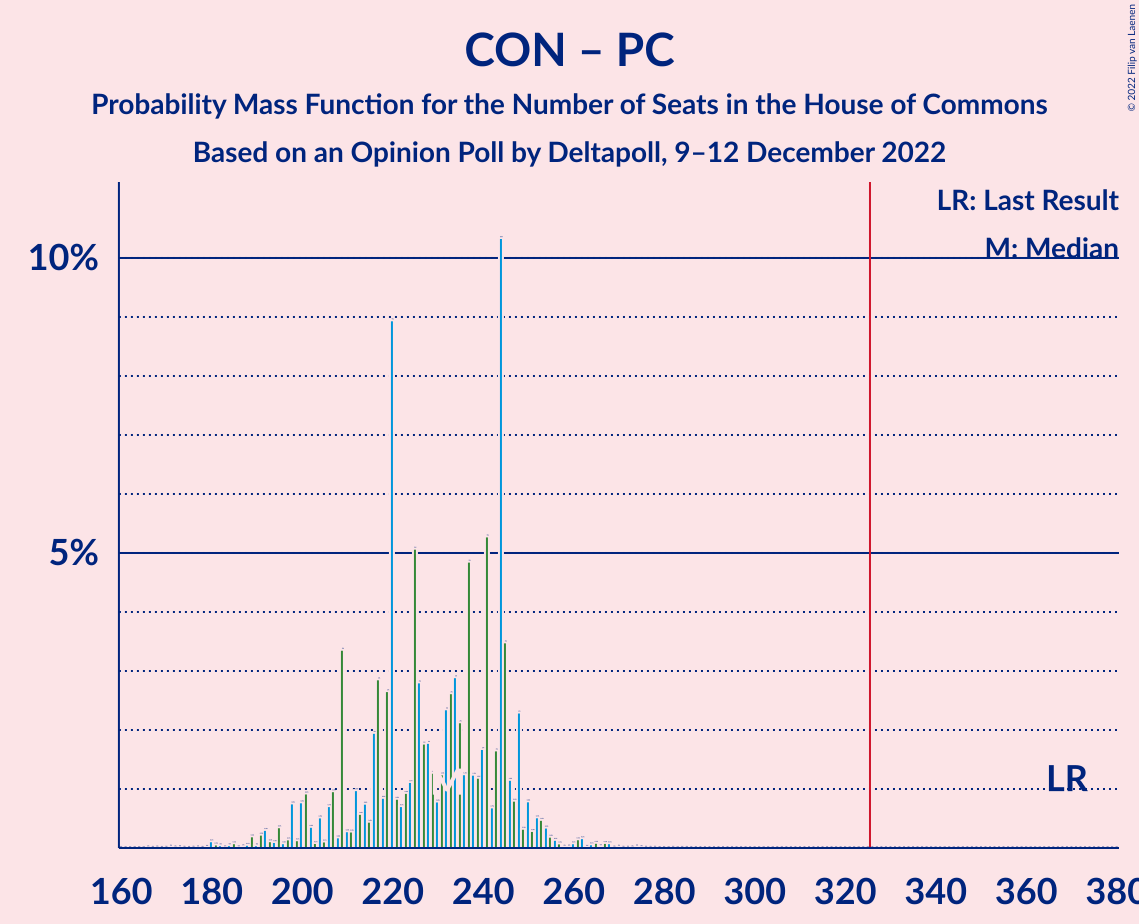 CON – PC
Probability Mass Function for the Number of Seats in the House of Commons
Based on an Opinion Poll by Deltapoll, 9–12 December 2022
© 2022 Filip van Laenen
LR: Last Result
M: Median
10%
5%
LR
160 180 200 220 240 260 280 300 320 340 360 380